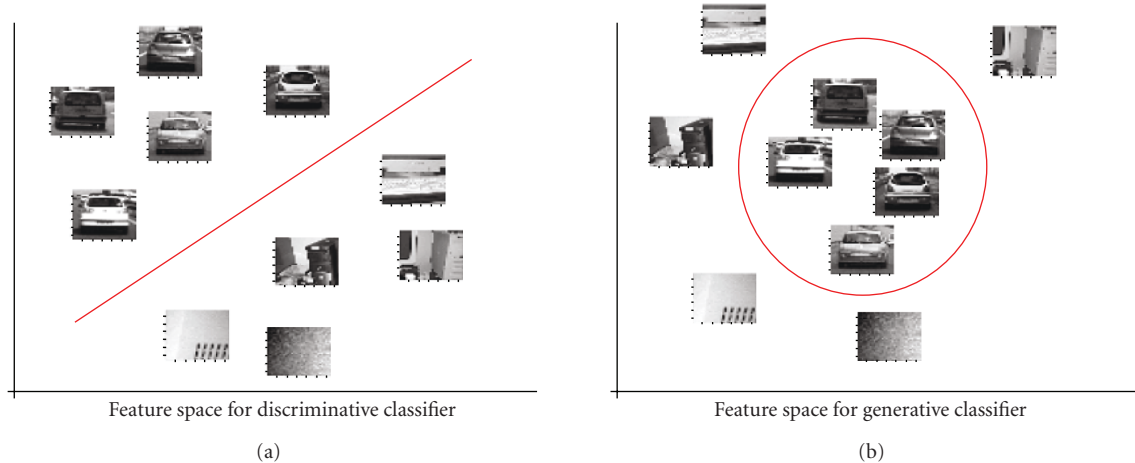 Feature space for discriminative classifier
Feature space for generative classifier
(a)
(b)